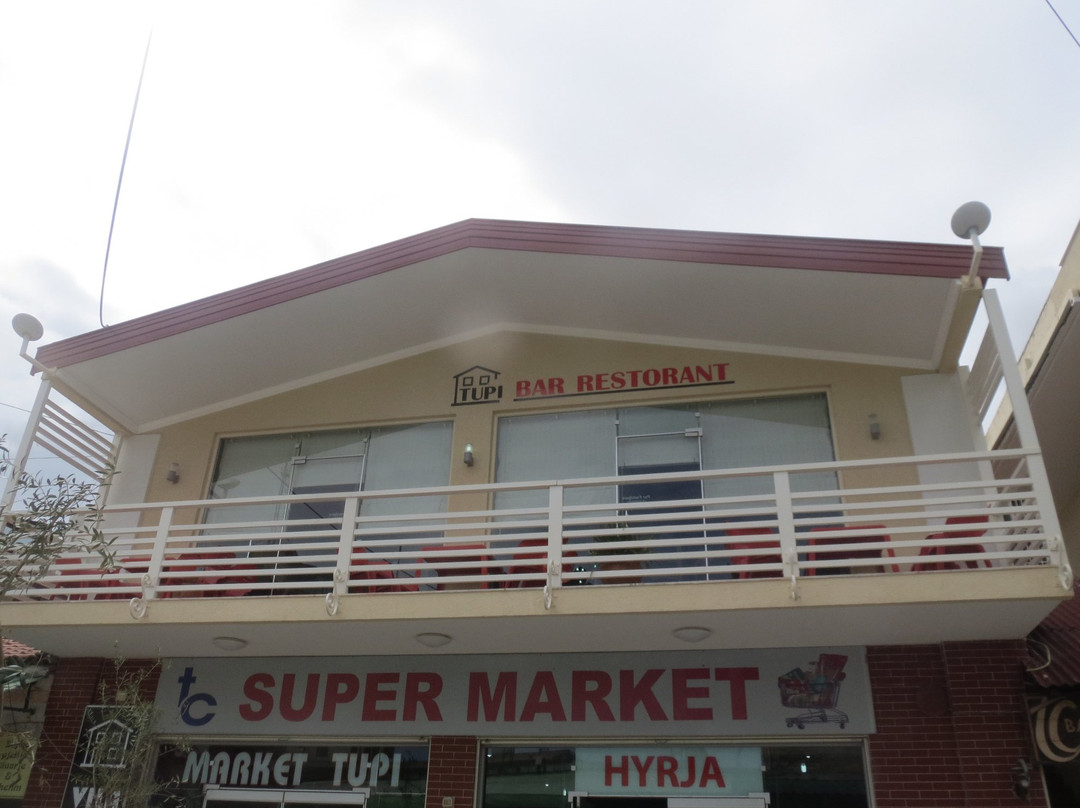 TUPI BAR RESTORANT
tc SUPER MARKET
MARKET TUPI
HYRJA